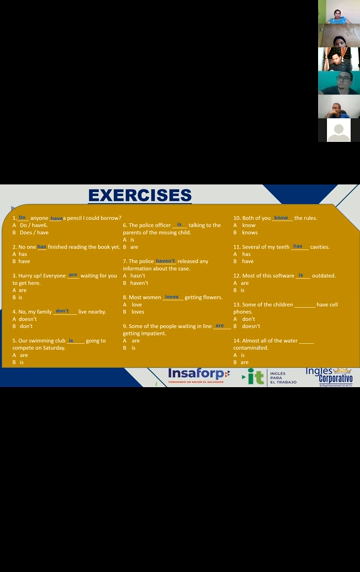 EXERCISES
1. Do anyone have a pencil I could borrow?
A Do / have
B Does / have
2. No one has finished reading the book yet.
A has
B have
3. Hurry up! Everyone are waiting for you
to get here.
A are
B is
4. No, my family don't live nearby.
A doesn't
B don't
5. Our swimming club is going to
compete on Saturday.
A are
B is
6. The police officer is talking to the
parents of the missing child.
A is
B are
7. The police haven't released any
information about the case.
A hasn't
B haven't
8. Most women loves getting flowers.
A love
B loves
9. Some of the people waiting in line are
getting impatient.
A are
B is
10. Both of you know the rules.
A know
B knows
11. Several of my teeth has cavities.
A has
B have
12. Most of this software is outdated.
A are
B is
13. Some of the children ______ have cell
phones.
A don't
B doesn't
14. Almost all of the water _____
contaminated.
A is
B are
Insaforp
it INGLÉS
PARA
EL TRABAJO
Inglés
Corporativo